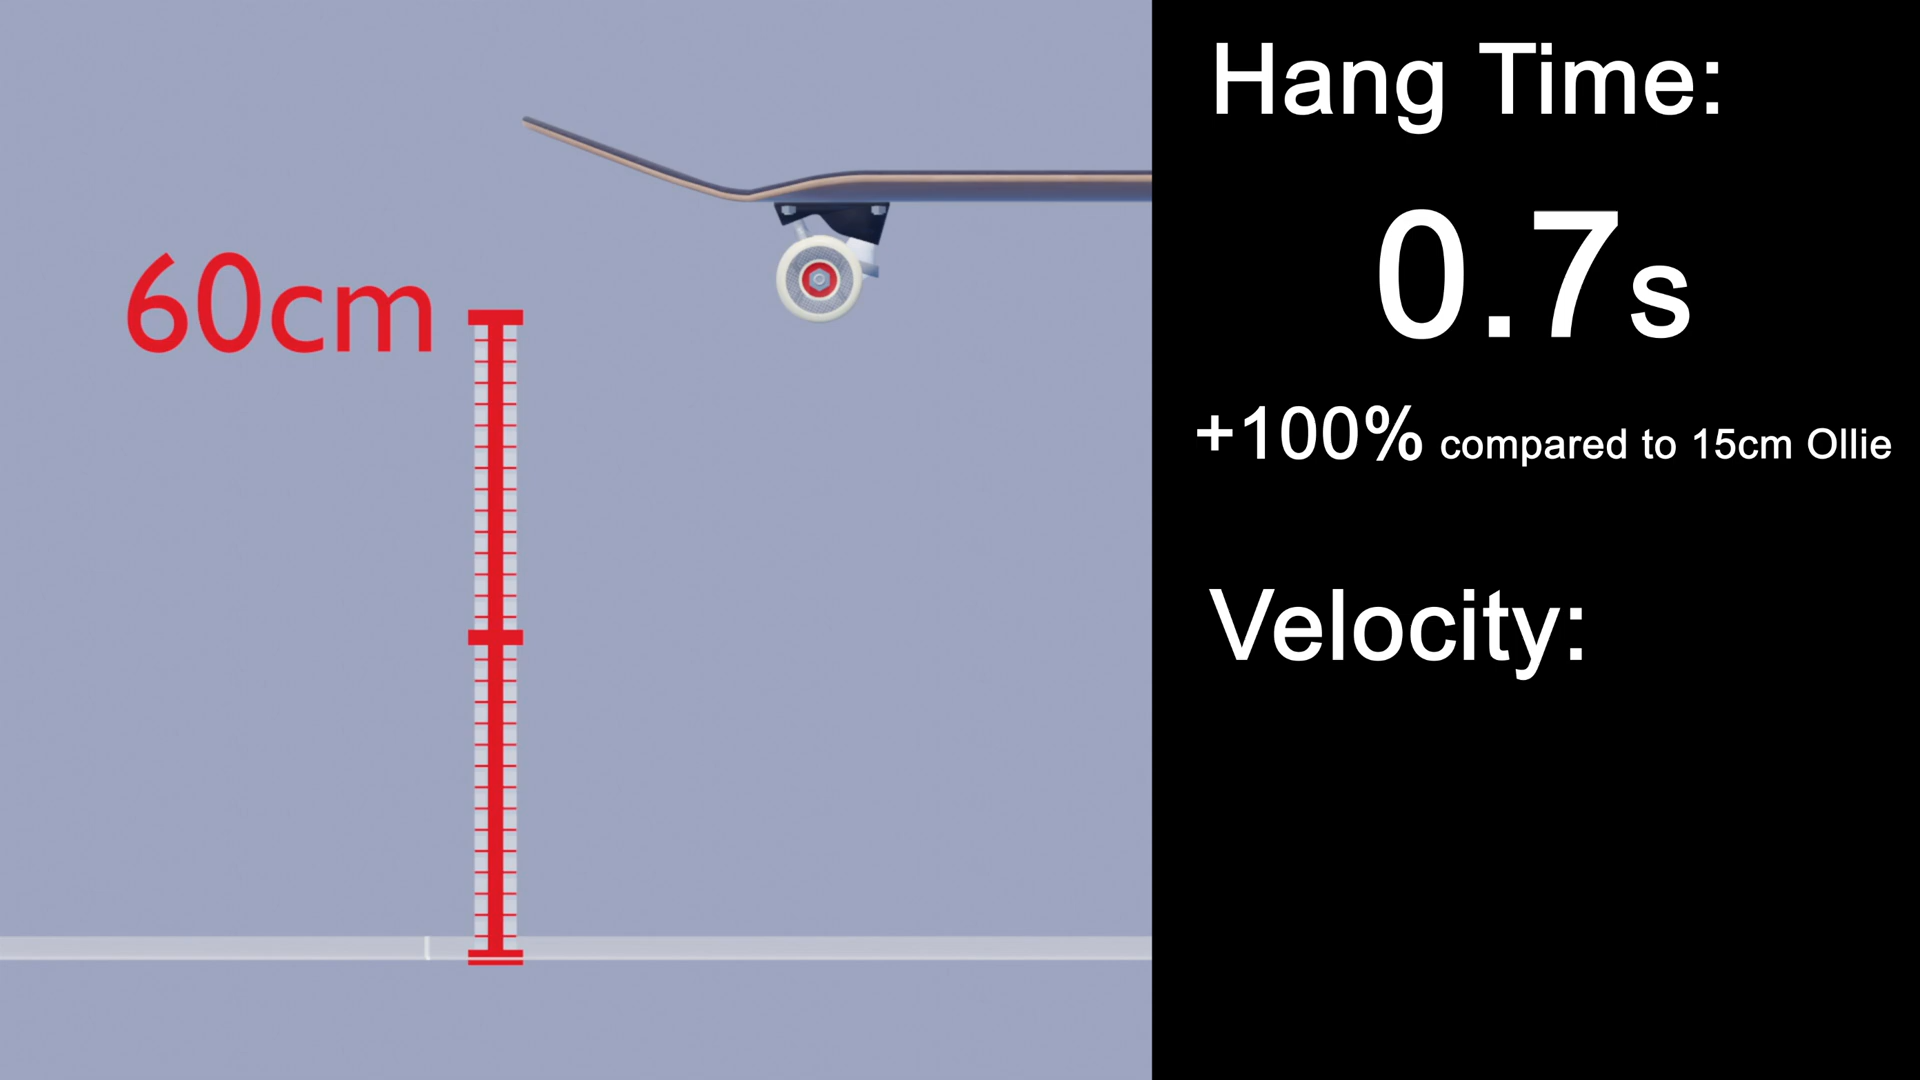 60cm
Hang Time:
0.7s
+100% compared to 15cm Ollie
Velocity: